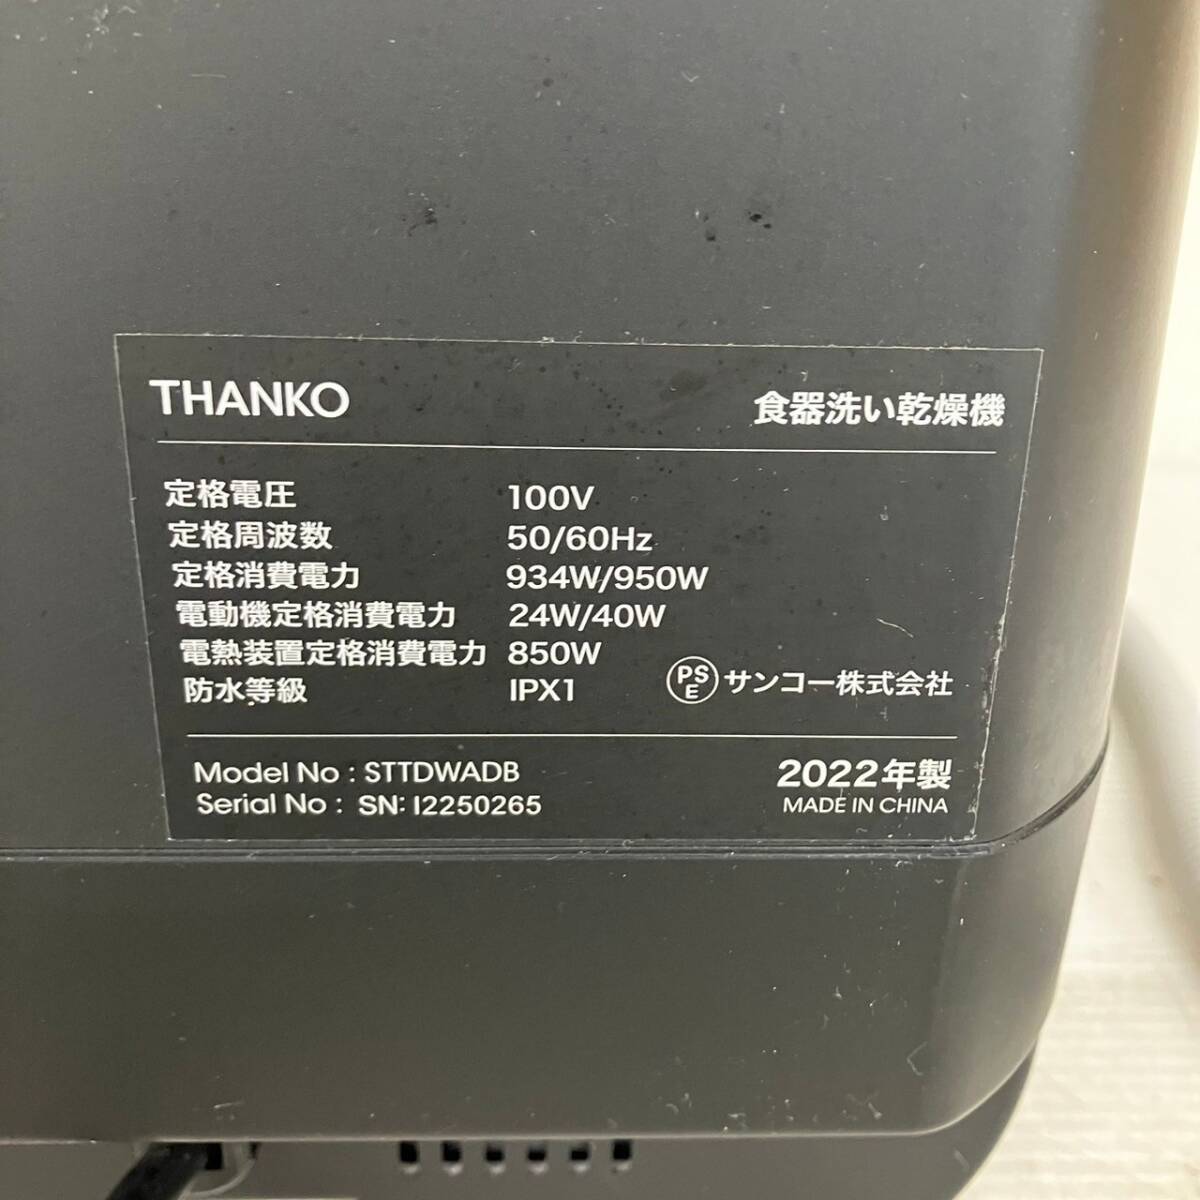 THANKO
食器洗い乾燥機
定格電圧 100V
定格周波数 50/60Hz
定格消費電力 934W/950W
電動機定格消費電力 24W/40W
電熱装置定格消費電力 850W
防水等級 IPX1
PSE サンコー株式会社
Model No : STTDWADB
2022年製
Serial No : SN: I2250265
MADE IN CHINA